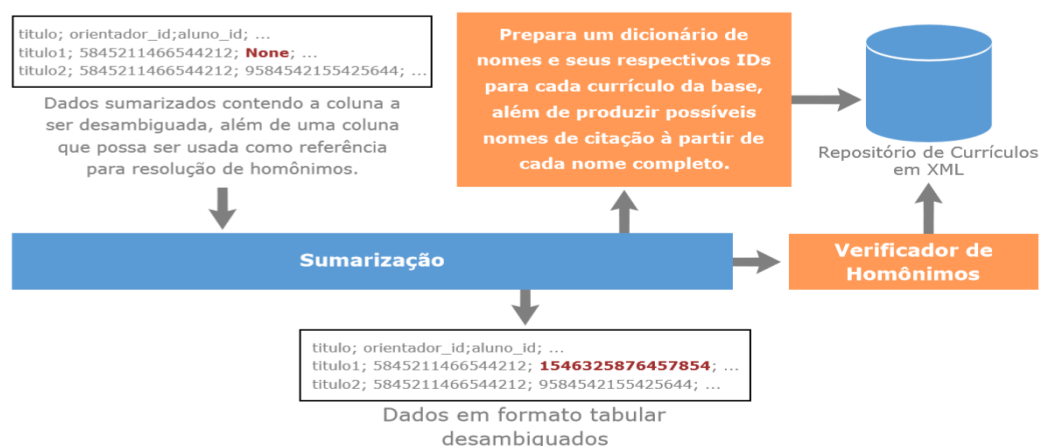 titulo; orientador_id;aluno_id; ...
titulo1; 5845211466544212; None; ...
titulo2; 5845211466544212; 9584542155425644; ...
Dados sumarizados contendo a coluna a
ser desambiguada, além de uma coluna
que possa ser usada como referência
para resolução de homônimos.
Prepara um dicionário de
nomes e seus respectivos IDs
para cada currículo da base,
além de produzir possíveis
nomes de citação à partir de
cada nome completo.
Repositório de Currículos
em XML
Sumarização
Verificador de
Homônimos
titulo; orientador_id;aluno_id; ...
titulo1; 5845211466544212; 1546325876457854; ...
titulo2; 5845211466544212; 9584542155425644; ...
Dados em formato tabular
desambiguados